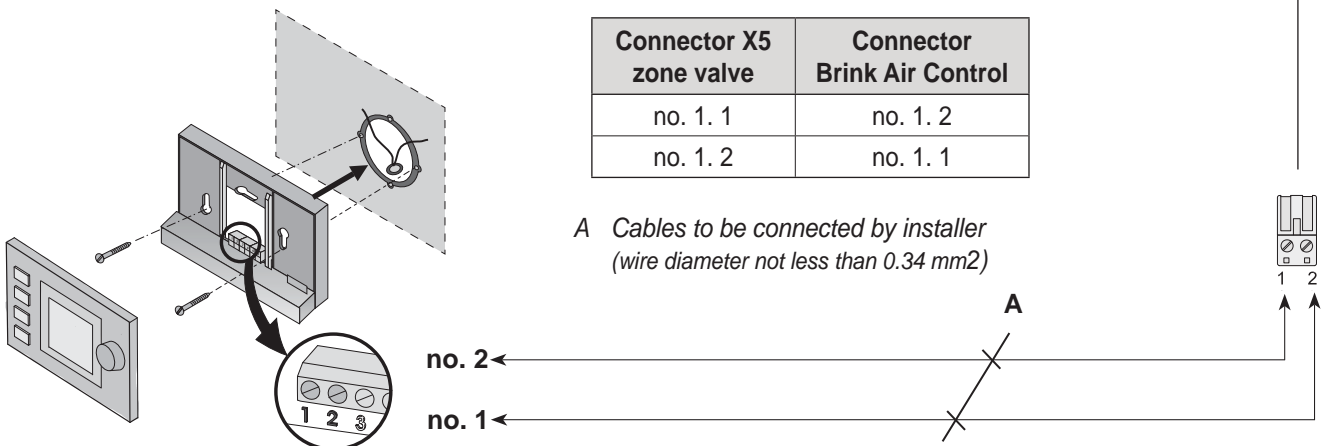 Connector X5
zone valve
Connector
Brink Air Control
no. 1. 1
no. 1. 2
no. 1. 2
no. 1. 1
A Cables to be connected by installer
(wire diameter not less than 0.34 mm2)
1 2
A
no. 2
no. 1
1 2 3